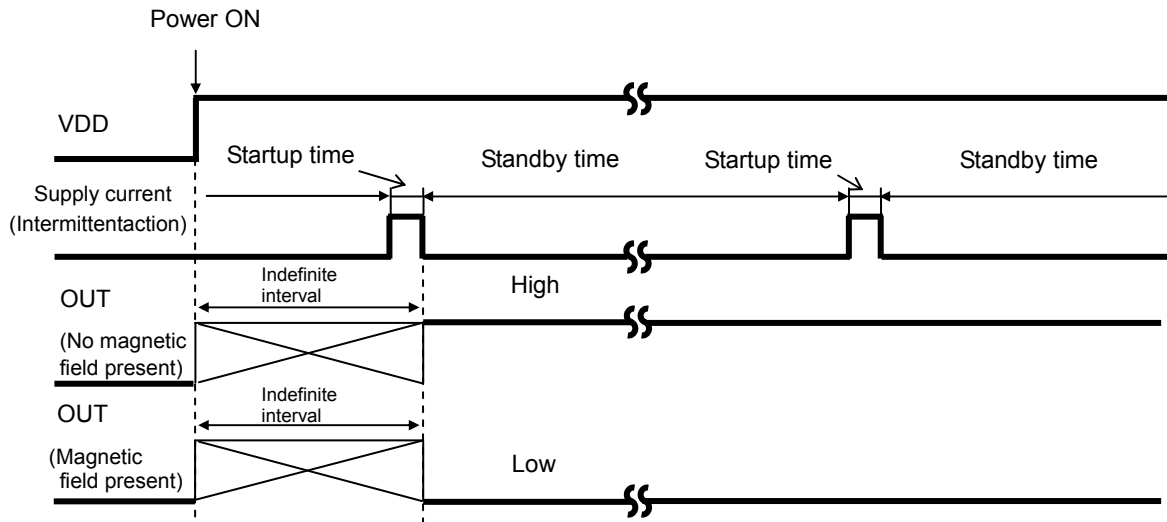 Power ON
VDD
Startup time
Standby time
Startup time
Standby time
Supply current
(Intermittentaction)
Indefinite
interval
High
OUT
(No magnetic
field present)
Indefinite
interval
OUT
(Magnetic
field present)
Low